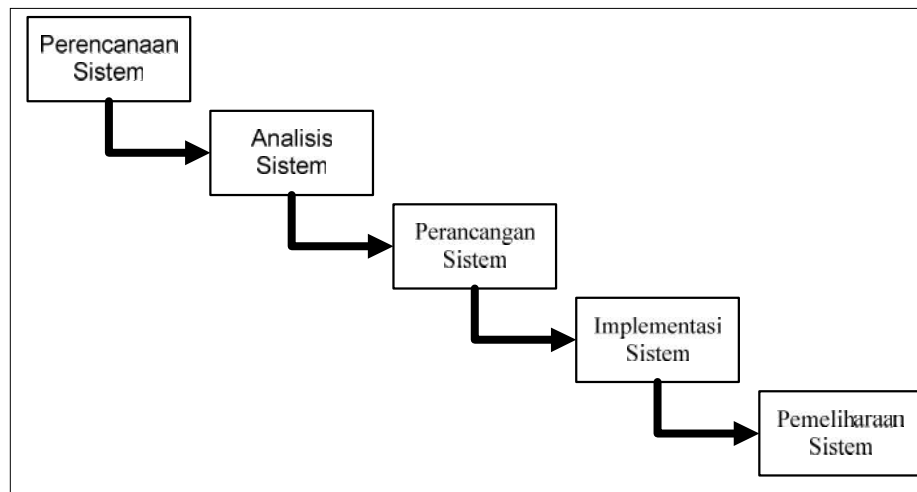 Perencanaan
Sistem
Analisis
Sistem
Perancangan
Sistem
Implementasi
Sistem
Pemeliharaan
Sistem